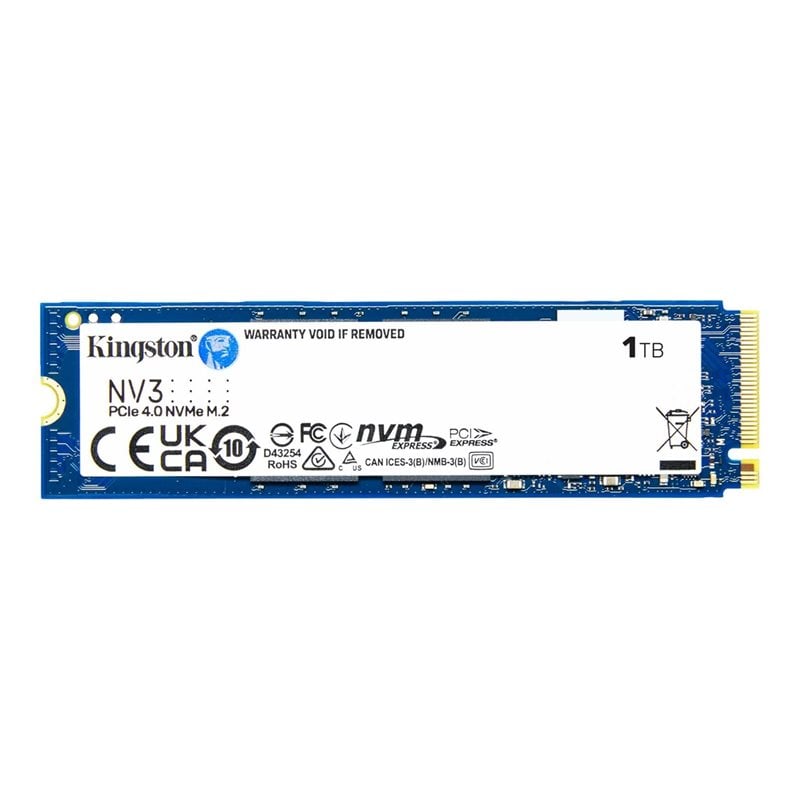 Kingston®
WARRANTY VOID IF REMOVED
1TB
NV3
PCIe 4.0 NVMe M.2
CE UK CA 10
D43254
RoHS
FC
C US
nvm EXPRESS
PCI EXPRESS®
CAN ICES-3(B)/NMB-3(B)
VCI